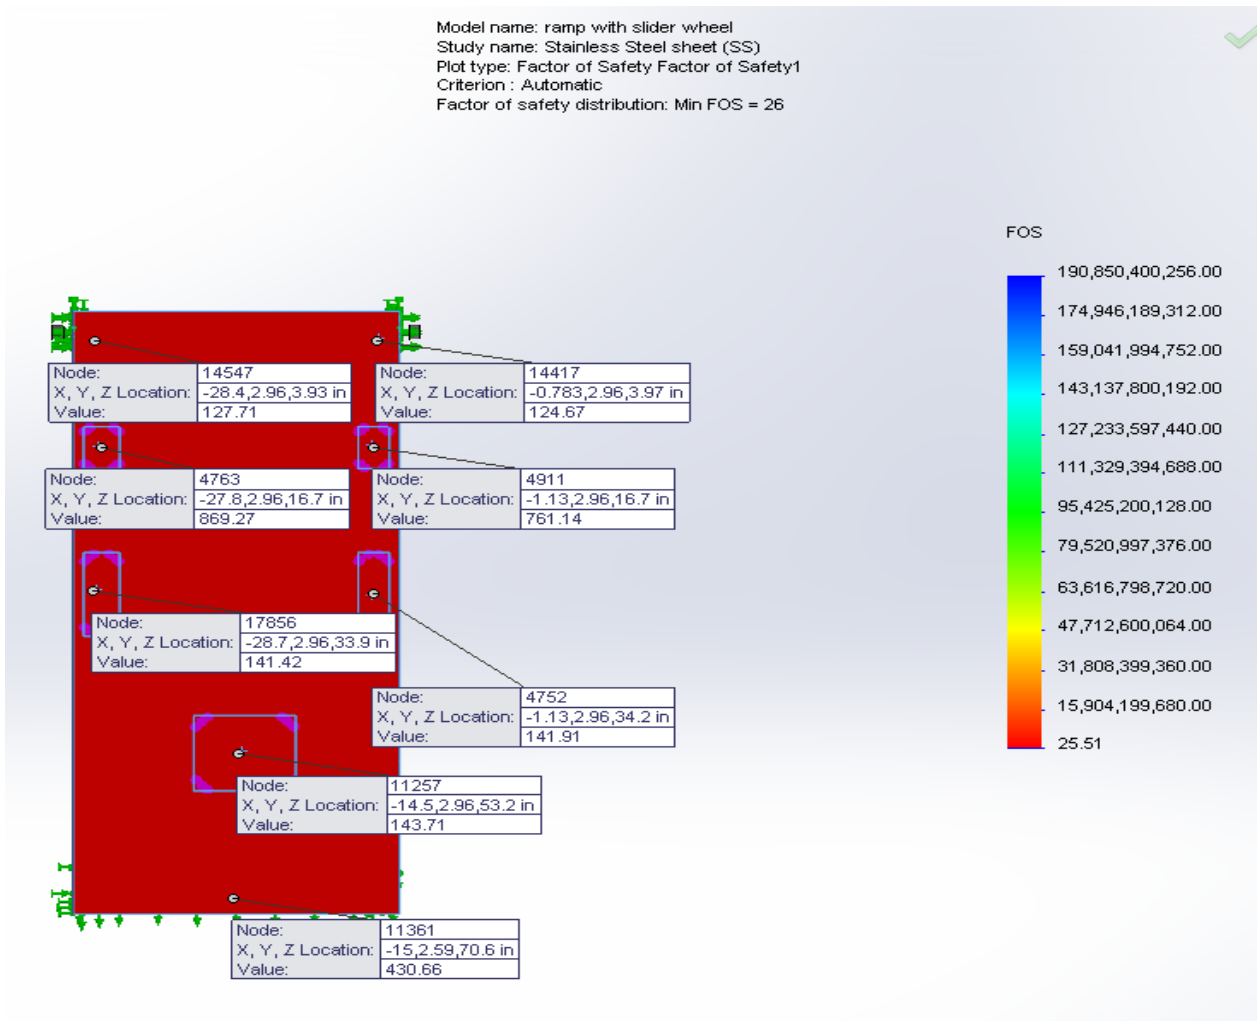 Model name: ramp with slider wheel
Study name: Stainless Steel sheet (SS)
Plot type: Factor of Safety Factor of Safety1
Criterion : Automatic
Factor of safety distribution: Min FOS = 26
FOS
190,850,400,256.00
174,946,189,312.00
159,041,994,752.00
143,137,800,192.00
127,233,597,440.00
111,329,394,688.00
95,425,200,128.00
79,520,997,376.00
63,616,798,720.00
47,712,600,064.00
31,808,399,360.00
15,904,199,680.00
25.51
Node: 14547
X, Y, Z Location: -28.4,2.96,3.93 in
Value: 127.71
Node: 14417
X, Y, Z Location: -0.783,2.96,3.97 in
Value: 124.67
Node: 4763
X, Y, Z Location: -27.8,2.96,16.7 in
Value: 869.27
Node: 4911
X, Y, Z Location: -1.13,2.96,16.7 in
Value: 761.14
Node: 17856
X, Y, Z Location: -28.7,2.96,33.9 in
Value: 141.42
Node: 4752
X, Y, Z Location: -1.13,2.96,34.2 in
Value: 141.91
Node: 11257
X, Y, Z Location: -14.5,2.96,53.2 in
Value: 143.71
Node: 11361
X, Y, Z Location: -15,2.59,70.6 in
Value: 430.66